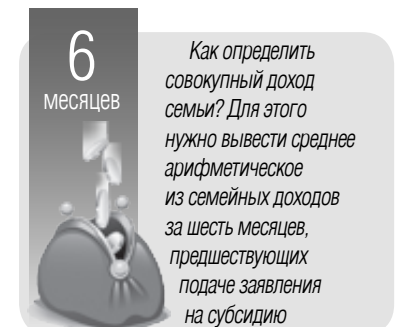 6
месяцев
Как определить
совокупный доход
семьи? Для этого
нужно вывести среднее
арифметическое
из семейных доходов
за шесть месяцев,
предшествующих
подаче заявления
на субсидию